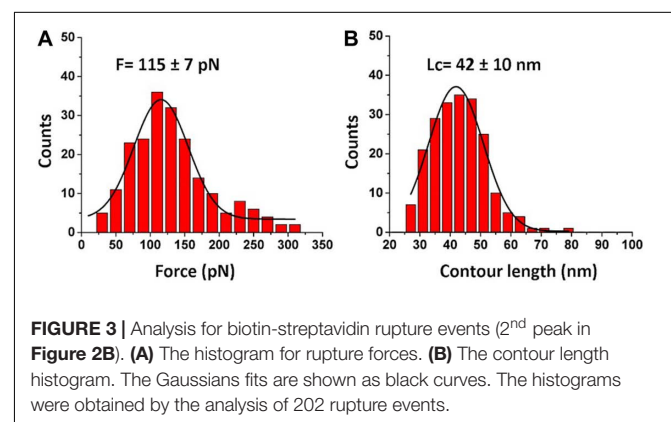 A
F= 115 ± 7 pN
Counts
50
40
30
20
10
0
50 100 150 200 250 300 350
Force (pN)
B
Lc= 42 ± 10 nm
Counts
50
40
30
20
10
0
20 30 40 50 60 70 80 90 100
Contour length (nm)
FIGURE 3 | Analysis for biotin-streptavidin rupture events (2nd peak in
Figure 2B). (A) The histogram for rupture forces. (B) The contour length
histogram. The Gaussians fits are shown as black curves. The histograms
were obtained by the analysis of 202 rupture events.